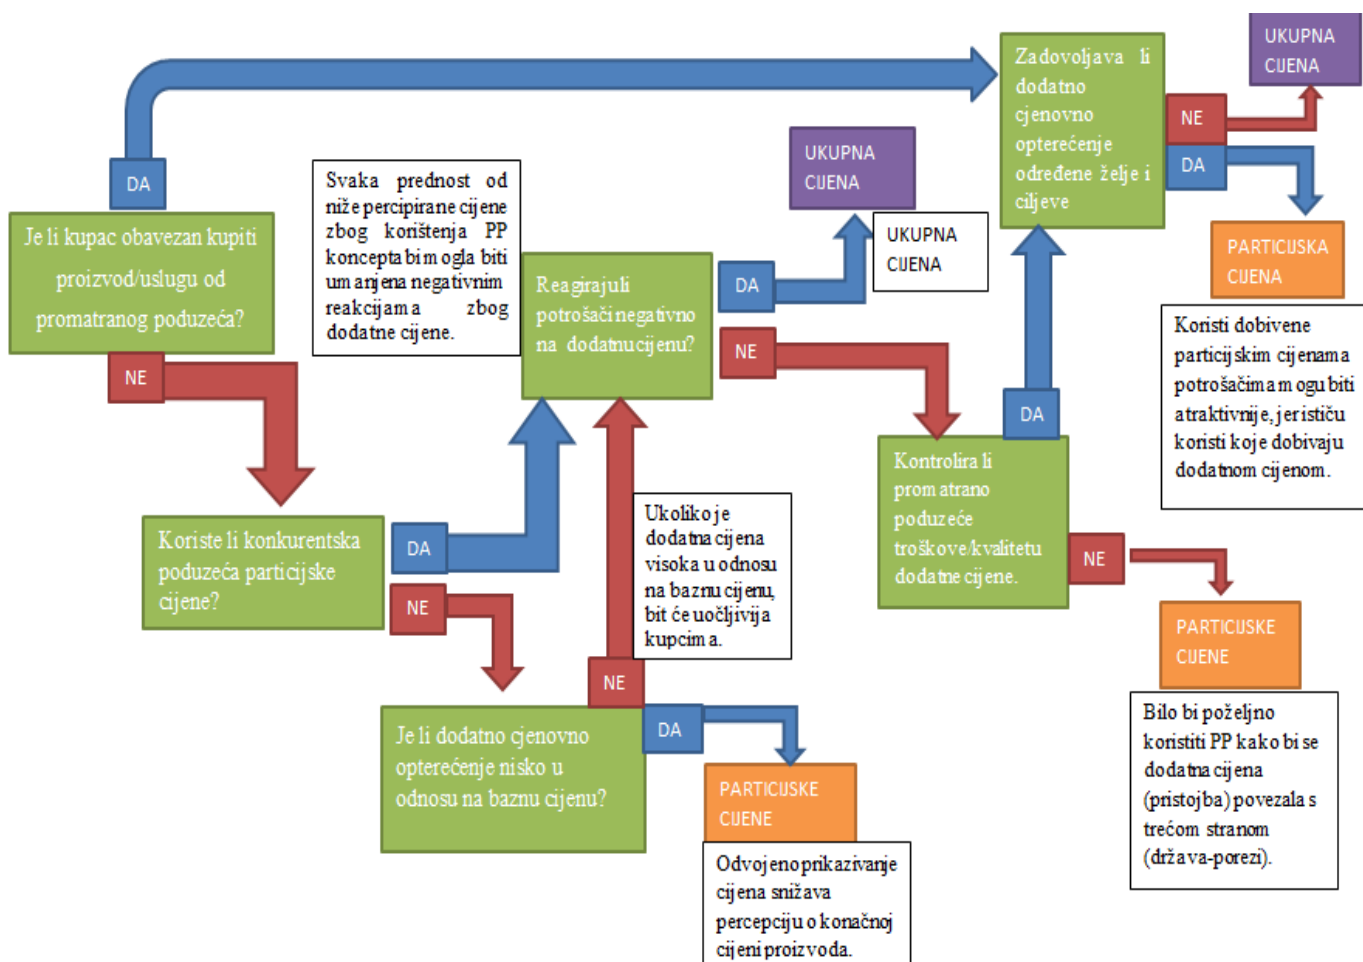 UKUPNA
CIJENA
Zadovoljava li
dodatno
cjenovno
opterećenje
određene želje i
ciljeve
NE
DA
UKUPNA
CIJENA
DA
Svaka prednost od
niže percipirane cijene
zbog korištenja PP
koncepta bi mogla biti
umanjena negativnim
reakcijama zbog
dodatne cijene.
UKUPNA
CIJENA
PARTICIJSKA
CIJENA
Je li kupac obavezan kupiti
proizvod/uslugu od
promatranog poduzeća?
NE
Reagiraju li
potrošači negativno
na dodatnu cijenu?
DA
NE
Koristi dobivene
particijskim cijenama
potrošačima mogu biti
atraktivnije, jer ističu
koristi koje dobivaju
dodatnom cijenom.
DA
Kontrolira li
promatrano
poduzeće
troškove/kvalitetu
dodatne cijene.
NE
Koriste li konkurentska
poduzeća particijske
cijene?
DA
NE
Ukoliko je
dodatna cijena
visoka u odnosu
na baznu cijenu,
bit će uočljivija
kupcima.
PARTICIJSKE
CIJENE
NE
Je li dodatno cjenovno
opterećenje nisko u
odnosu na baznu cijenu?
DA
Bilo bi poželjno
koristiti PP kako bi se
dodatna cijena
(pristojba) povezala s
trećom stranom
(država-porezi).
PARTICIJSKE
CIJENE
Odvojeno prikazivanje
cijena snižava
percepciju o konačnoj
cijeni proizvoda.